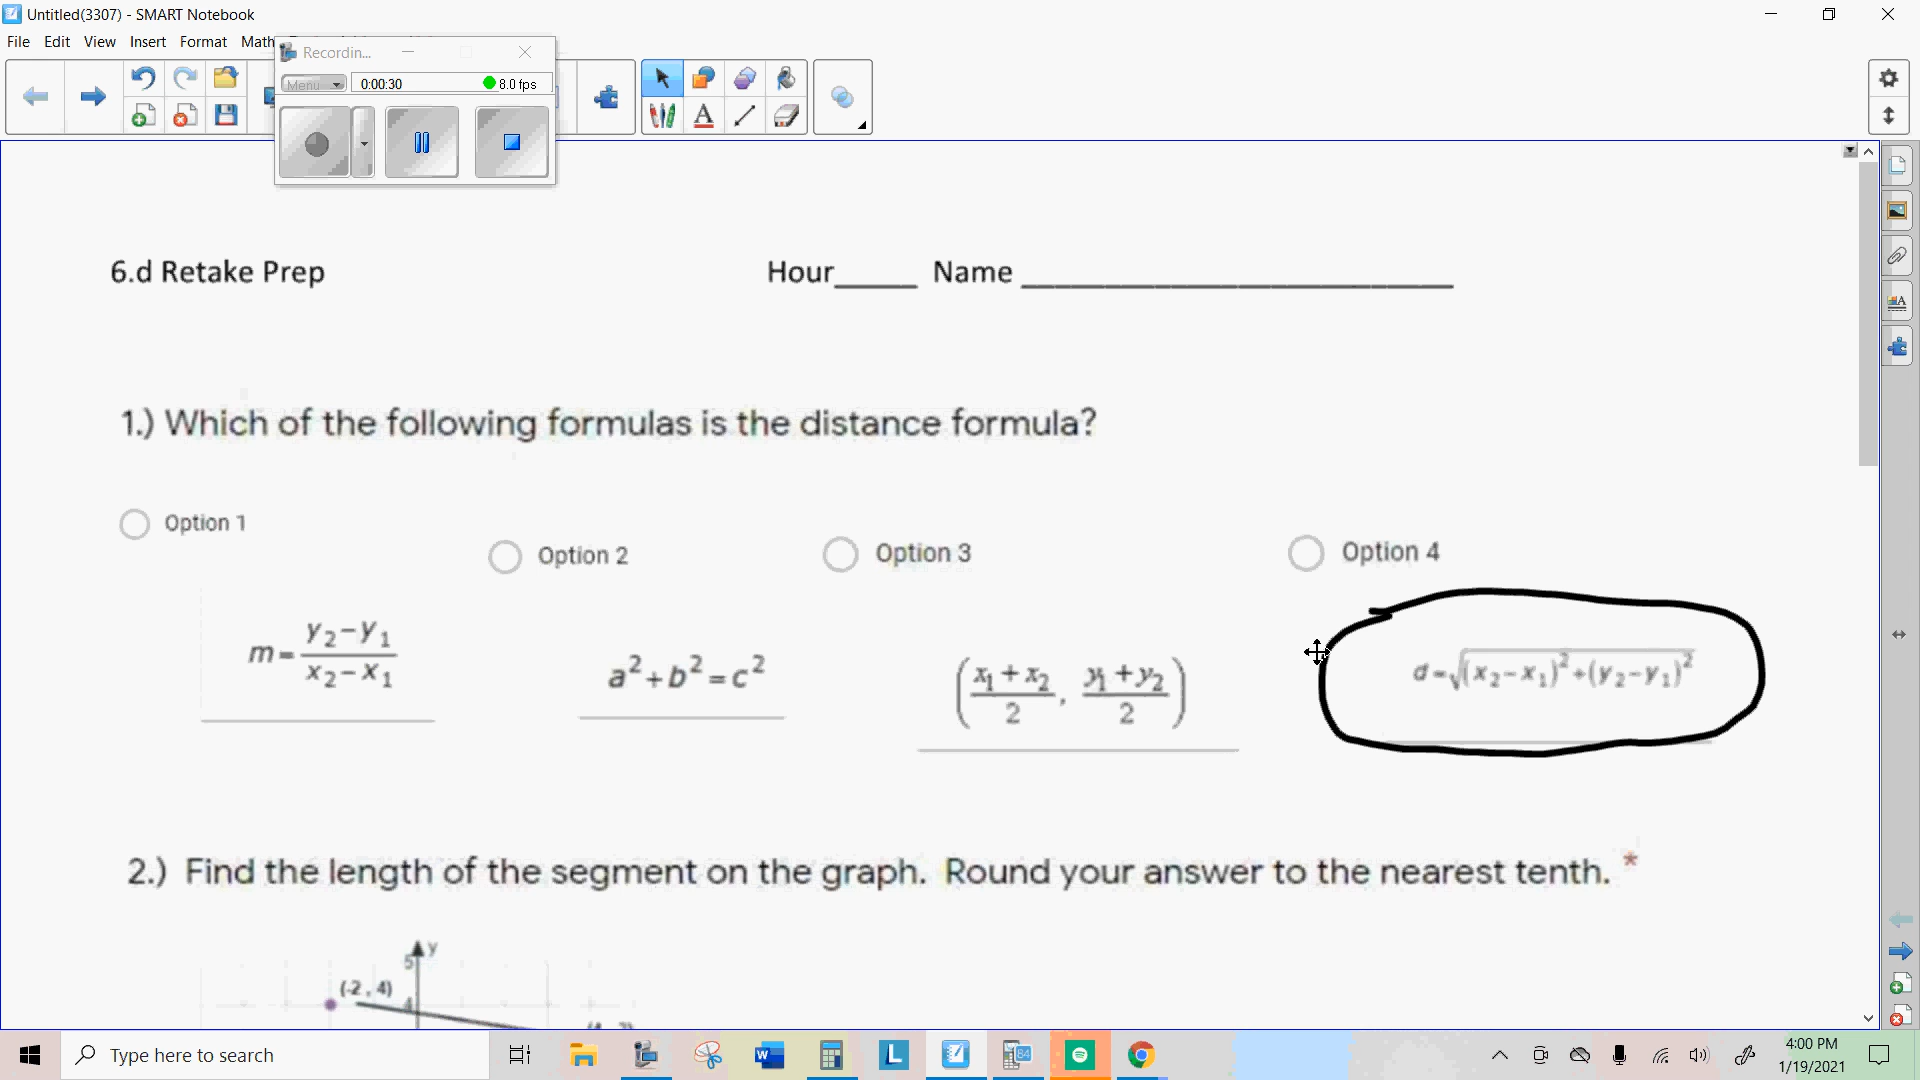 Untitled(3307) - SMART Notebook
File Edit View Insert Format Math
Recordin...
Menu 0:00:30 8.0 fps
6.d Retake Prep Hour_____ Name __________________________
1.) Which of the following formulas is the distance formula?
Option 1
Option 2
Option 3
Option 4
m = (y₂ - y₁)/(x₂ - x₁)
a² + b² = c²
((x₁ + x₂)/2, (y₁ + y₂)/2)
d = √((x₂ - x₁)² + (y₂ - y₁)²)
2.) Find the length of the segment on the graph. Round your answer to the nearest tenth. *
y
5
(-2 , 4)
4
Type here to search
4:00 PM
1/19/2021